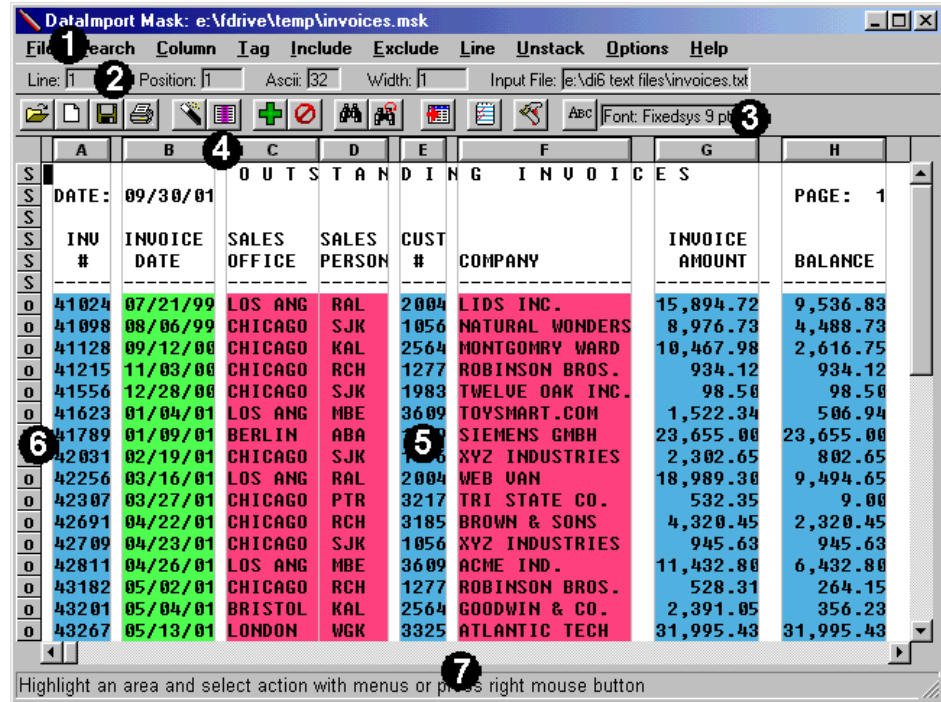 DataImport Mask: e:\fdrive\temp\invoices.msk
File 1 Search Column Tag Include Exclude Line Unstack Options Help
Line: 1 2 Position: 1 Ascii: 32 Width: 1 Input File: e:\di6 text files\invoices.txt
ABC Font: Fixedsys 9 pt 3
A B 4 C D E F G H
S O U T S T A N D I N G I N V O I C E S
S DATE: 09/30/01 PAGE: 1
S
S INV INVOICE SALES SALES CUST INVOICE
S # DATE OFFICE PERSON # COMPANY AMOUNT BALANCE
S ----- -------- -------- ------ ---- --------------- ---------- ---------
O 41024 07/21/99 LOS ANG RAL 2004 LIDS INC. 15,894.72 9,536.83
O 41098 08/06/99 CHICAGO SJK 1056 NATURAL WONDERS 8,976.73 4,488.73
O 41128 09/12/00 CHICAGO KAL 2564 MONTGOMRY WARD 10,467.98 2,616.75
O 41215 11/03/00 CHICAGO RCH 1277 ROBINSON BROS. 934.12 934.12
O 41556 12/28/00 CHICAGO SJK 1983 TWELVE OAK INC. 98.50 98.50
O 41623 01/04/01 LOS ANG MBE 3609 TOYSMART.COM 1,522.34 506.94
6 41789 01/09/01 BERLIN ABA 5 SIEMENS GMBH 23,655.00 23,655.00
42031 02/19/01 CHICAGO SJK XYZ INDUSTRIES 2,302.65 802.65
O 42256 03/16/01 LOS ANG RAL 2004 WEB VAN 18,989.30 9,494.65
O 42307 03/27/01 CHICAGO PTR 3217 TRI STATE CO. 532.35 9.00
O 42691 04/22/01 CHICAGO RCH 3185 BROWN & SONS 4,320.45 2,320.45
O 42709 04/23/01 CHICAGO SJK 1056 XYZ INDUSTRIES 945.63 945.63
O 42811 04/26/01 LOS ANG MBE 3609 ACME IND. 11,432.80 6,432.80
O 43182 05/02/01 CHICAGO RCH 1277 ROBINSON BROS. 528.31 264.15
O 43201 05/04/01 BRISTOL KAL 2564 GOODWIN & CO. 2,391.05 356.23
O 43267 05/13/01 LONDON WGK 3325 ATLANTIC TECH 31,995.43 31,995.43
7
Highlight an area and select action with menus or press right mouse button